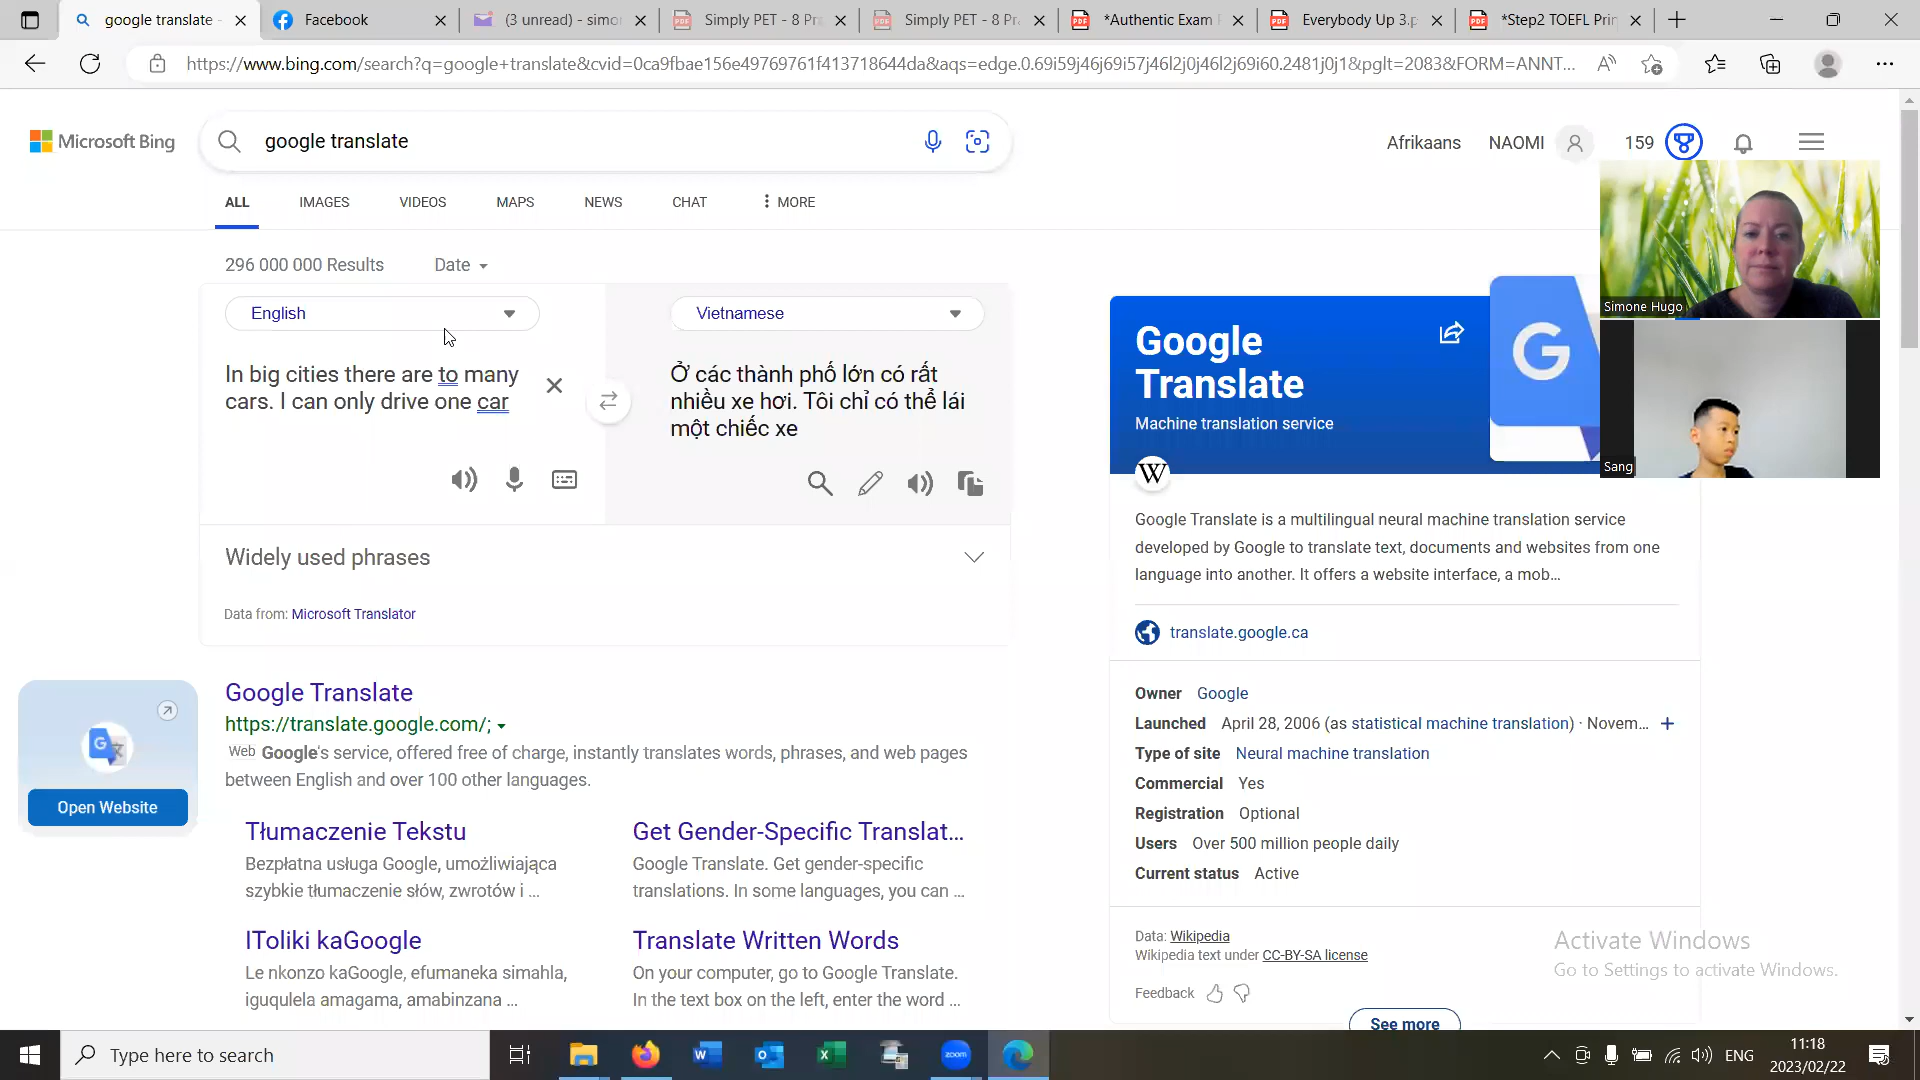 google translate -
Facebook
(3 unread) - simo
Simply PET - 8 Pr
Simply PET - 8 Pr
*Authentic Exam
Everybody Up 3.p
*Step2 TOEFL Prin
https://www.bing.com/search?q=google+translate&cvid=0ca9fbae156e49769761f413718644da&aqs=edge.0.69i59j46j69i57j46l2j0j46l2j69i60.2481j0j1&pglt=2083&FORM=ANNT...
Microsoft Bing
google translate
Afrikaans
NAOMI
159
ALL
IMAGES
VIDEOS
MAPS
NEWS
CHAT
MORE
296 000 000 Results
Date
English
Vietnamese
In big cities there are to many
cars. I can only drive one car
Ở các thành phố lớn có rất
nhiều xe hơi. Tôi chỉ có thể lái
một chiếc xe
Widely used phrases
Data from: Microsoft Translator
Google Translate
https://translate.google.com/;
Web Google's service, offered free of charge, instantly translates words, phrases, and web pages
between English and over 100 other languages.
Open Website
Tłumaczenie Tekstu
Bezpłatna usługa Google, umożliwiająca
szybkie tłumaczenie słów, zwrotów i ...
Get Gender-Specific Translat...
Google Translate. Get gender-specific
translations. In some languages, you can ...
IToliki kaGoogle
Le nkonzo kaGoogle, efumaneka simahla,
iguqulela amagama, amabinzana ...
Translate Written Words
On your computer, go to Google Translate.
In the text box on the left, enter the word ...
Google
Translate
Machine translation service
G
W
Google Translate is a multilingual neural machine translation service
developed by Google to translate text, documents and websites from one
language into another. It offers a website interface, a mob...
translate.google.ca
Owner Google
Launched April 28, 2006 (as statistical machine translation) · Novem...
Type of site Neural machine translation
Commercial Yes
Registration Optional
Users Over 500 million people daily
Current status Active
Data: Wikipedia
Wikipedia text under CC-BY-SA license
Feedback
See more
Simone Hugo
Sang
Activate Windows
Go to Settings to activate Windows.
Type here to search
zoom
ENG
11:18
2023/02/22